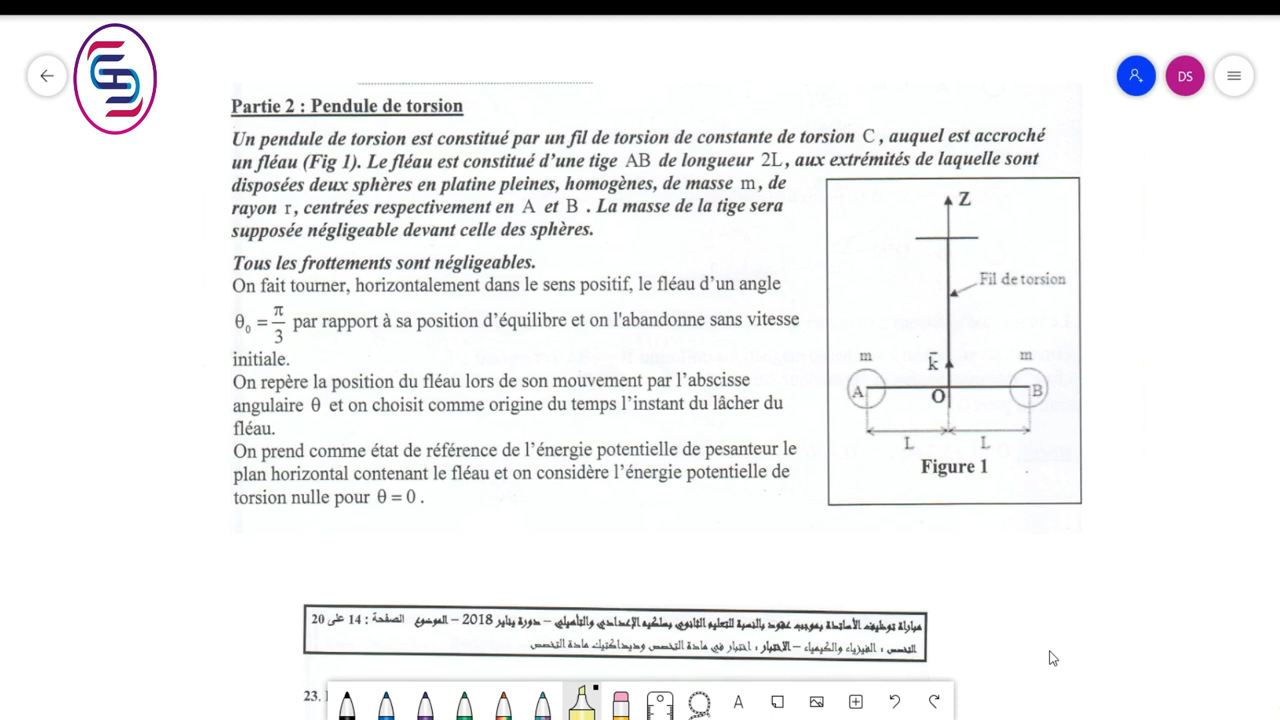 DS
Partie 2 : Pendule de torsion
Un pendule de torsion est constitué par un fil de torsion de constante de torsion C , auquel est accroché
un fléau (Fig 1). Le fléau est constitué d'une tige AB de longueur 2L, aux extrémités de laquelle sont
disposées deux sphères en platine pleines, homogènes, de masse m, de
rayon r, centrées respectivement en A et B . La masse de la tige sera
supposée négligeable devant celle des sphères.
Tous les frottements sont négligeables.
On fait tourner, horizontalement dans le sens positif, le fléau d'un angle
θ₀ = π/3 par rapport à sa position d'équilibre et on l'abandonne sans vitesse
initiale.
On repère la position du fléau lors de son mouvement par l'abscisse
angulaire θ et on choisit comme origine du temps l'instant du lâcher du
fléau.
On prend comme état de référence de l'énergie potentielle de pesanteur le
plan horizontal contenant le fléau et on considère l'énergie potentielle de
torsion nulle pour θ = 0 .
Z
Fil de torsion
m
k
m
A
O
B
L
L
Figure 1
مباراة توظيف الأساتذة بموجب عقود بالنسبة للتعليم الثانوي بسلكيه الإعدادي والتأهيلي – دورة يناير 2018 – الموضوع الصفحة : 14 على 20
التخصص : الفيزياء والكيمياء – الاختبار : اختبار في مادة التخصص وديداكتيك مادة التخصص
23.
A